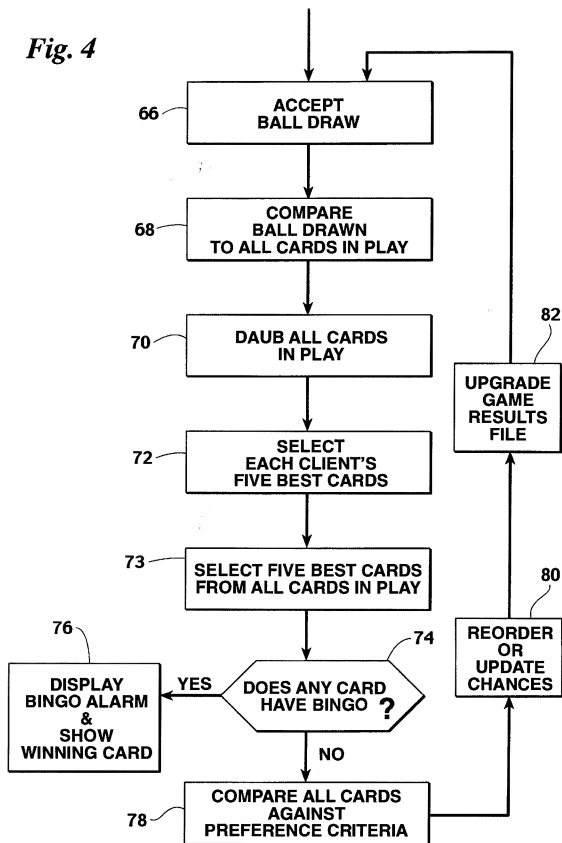 Fig. 4
66
ACCEPT
BALL DRAW
68
COMPARE
BALL DRAWN
TO ALL CARDS IN PLAY
70
DAUB ALL CARDS
IN PLAY
72
SELECT
EACH CLIENT'S
FIVE BEST CARDS
73
SELECT FIVE BEST CARDS
FROM ALL CARDS IN PLAY
74
DOES ANY CARD
HAVE BINGO ?
YES
76
DISPLAY
BINGO ALARM
&
SHOW
WINNING CARD
NO
78
COMPARE ALL CARDS
AGAINST
PREFERENCE CRITERIA
80
REORDER
OR
UPDATE
CHANCES
82
UPGRADE
GAME
RESULTS
FILE